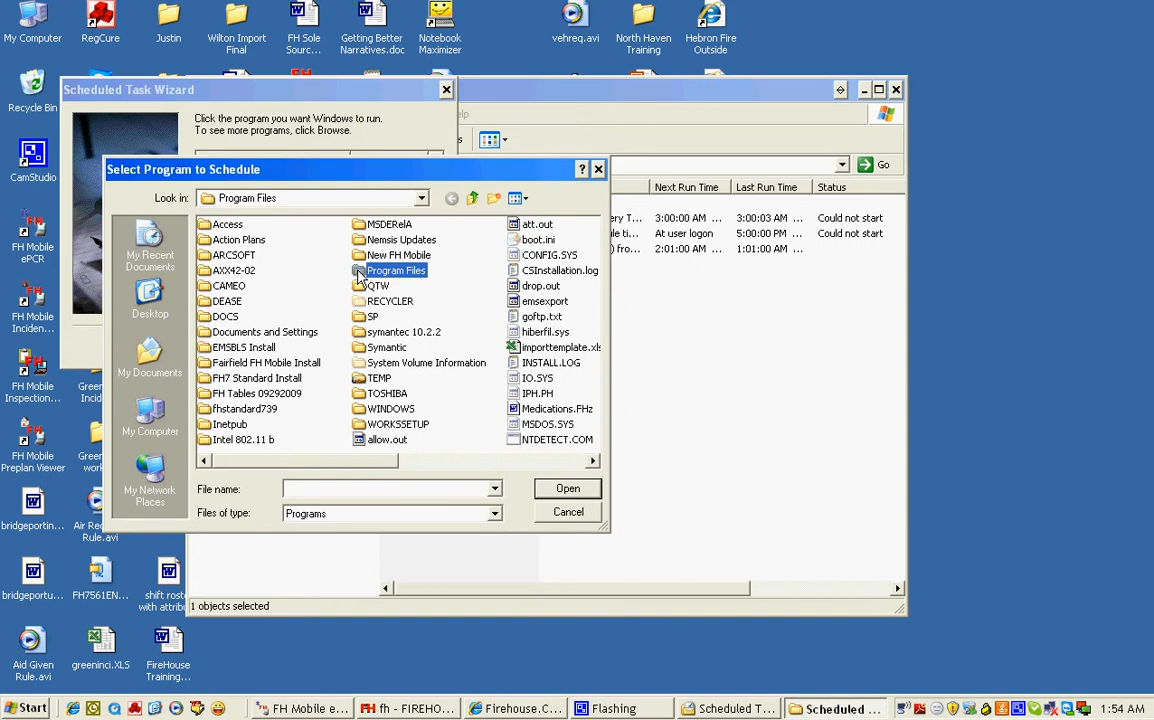 My Computer
RegCure
Justin
Wilton Import
Final
FH Sole
Sourc...
Getting Better
Narratives.doc
Notebook
Maximizer
vehreq.avi
North Haven
Training
Hebron Fire
Outside
Recycle Bin
CamStudio
FH Mobile
ePCR
FH Mobile
Inciden...
FH Mobile
Inspection...
FH Mobile
Preplan Viewer
bridgeportin...
bridgeportu...
FH7561EN...
shift rost
with attribu
Aid Given
Rule.avi
greeninci.XLS
FireHouse
Training...
Green
Incid
Green
work
Air Rec
Rule.
Scheduled Task Wizard
Click the program you want Windows to run.
To see more programs, click Browse.
Go
Next Run Time
Last Run Time
Status
3:00:00 AM ...
3:00:03 AM ...
Could not start
At user logon
5:00:00 PM ...
Could not start
2:01:00 AM ...
1:01:00 AM ...
Select Program to Schedule
Look in:
Program Files
My Recent
Documents
Desktop
My Documents
My Computer
My Network
Places
Access
Action Plans
ARCSOFT
AXX42-02
CAMEO
DEASE
DOCS
Documents and Settings
EMSBLS Install
Fairfield FH Mobile Install
FH7 Standard Install
FH Tables 09292009
fhstandard739
Inetpub
Intel 802.11 b
MSDERelA
Nemsis Updates
New FH Mobile
Program Files
QTW
RECYCLER
SP
symantec 10.2.2
Symantic
System Volume Information
TEMP
TOSHIBA
WINDOWS
WORKSSETUP
allow.out
att.out
boot.ini
CONFIG.SYS
CSInstallation.log
drop.out
emsexport
goftp.txt
hiberfil.sys
importtemplate.xls
INSTALL.LOG
IO.SYS
IPH.PH
Medications.FHz
MSDOS.SYS
NTDETECT.COM
File name:
Open
Files of type:
Programs
Cancel
1 objects selected
Start
FH Mobile e...
fh - FIREHO...
Firehouse.C...
Flashing
Scheduled T...
Scheduled ...
1:54 AM